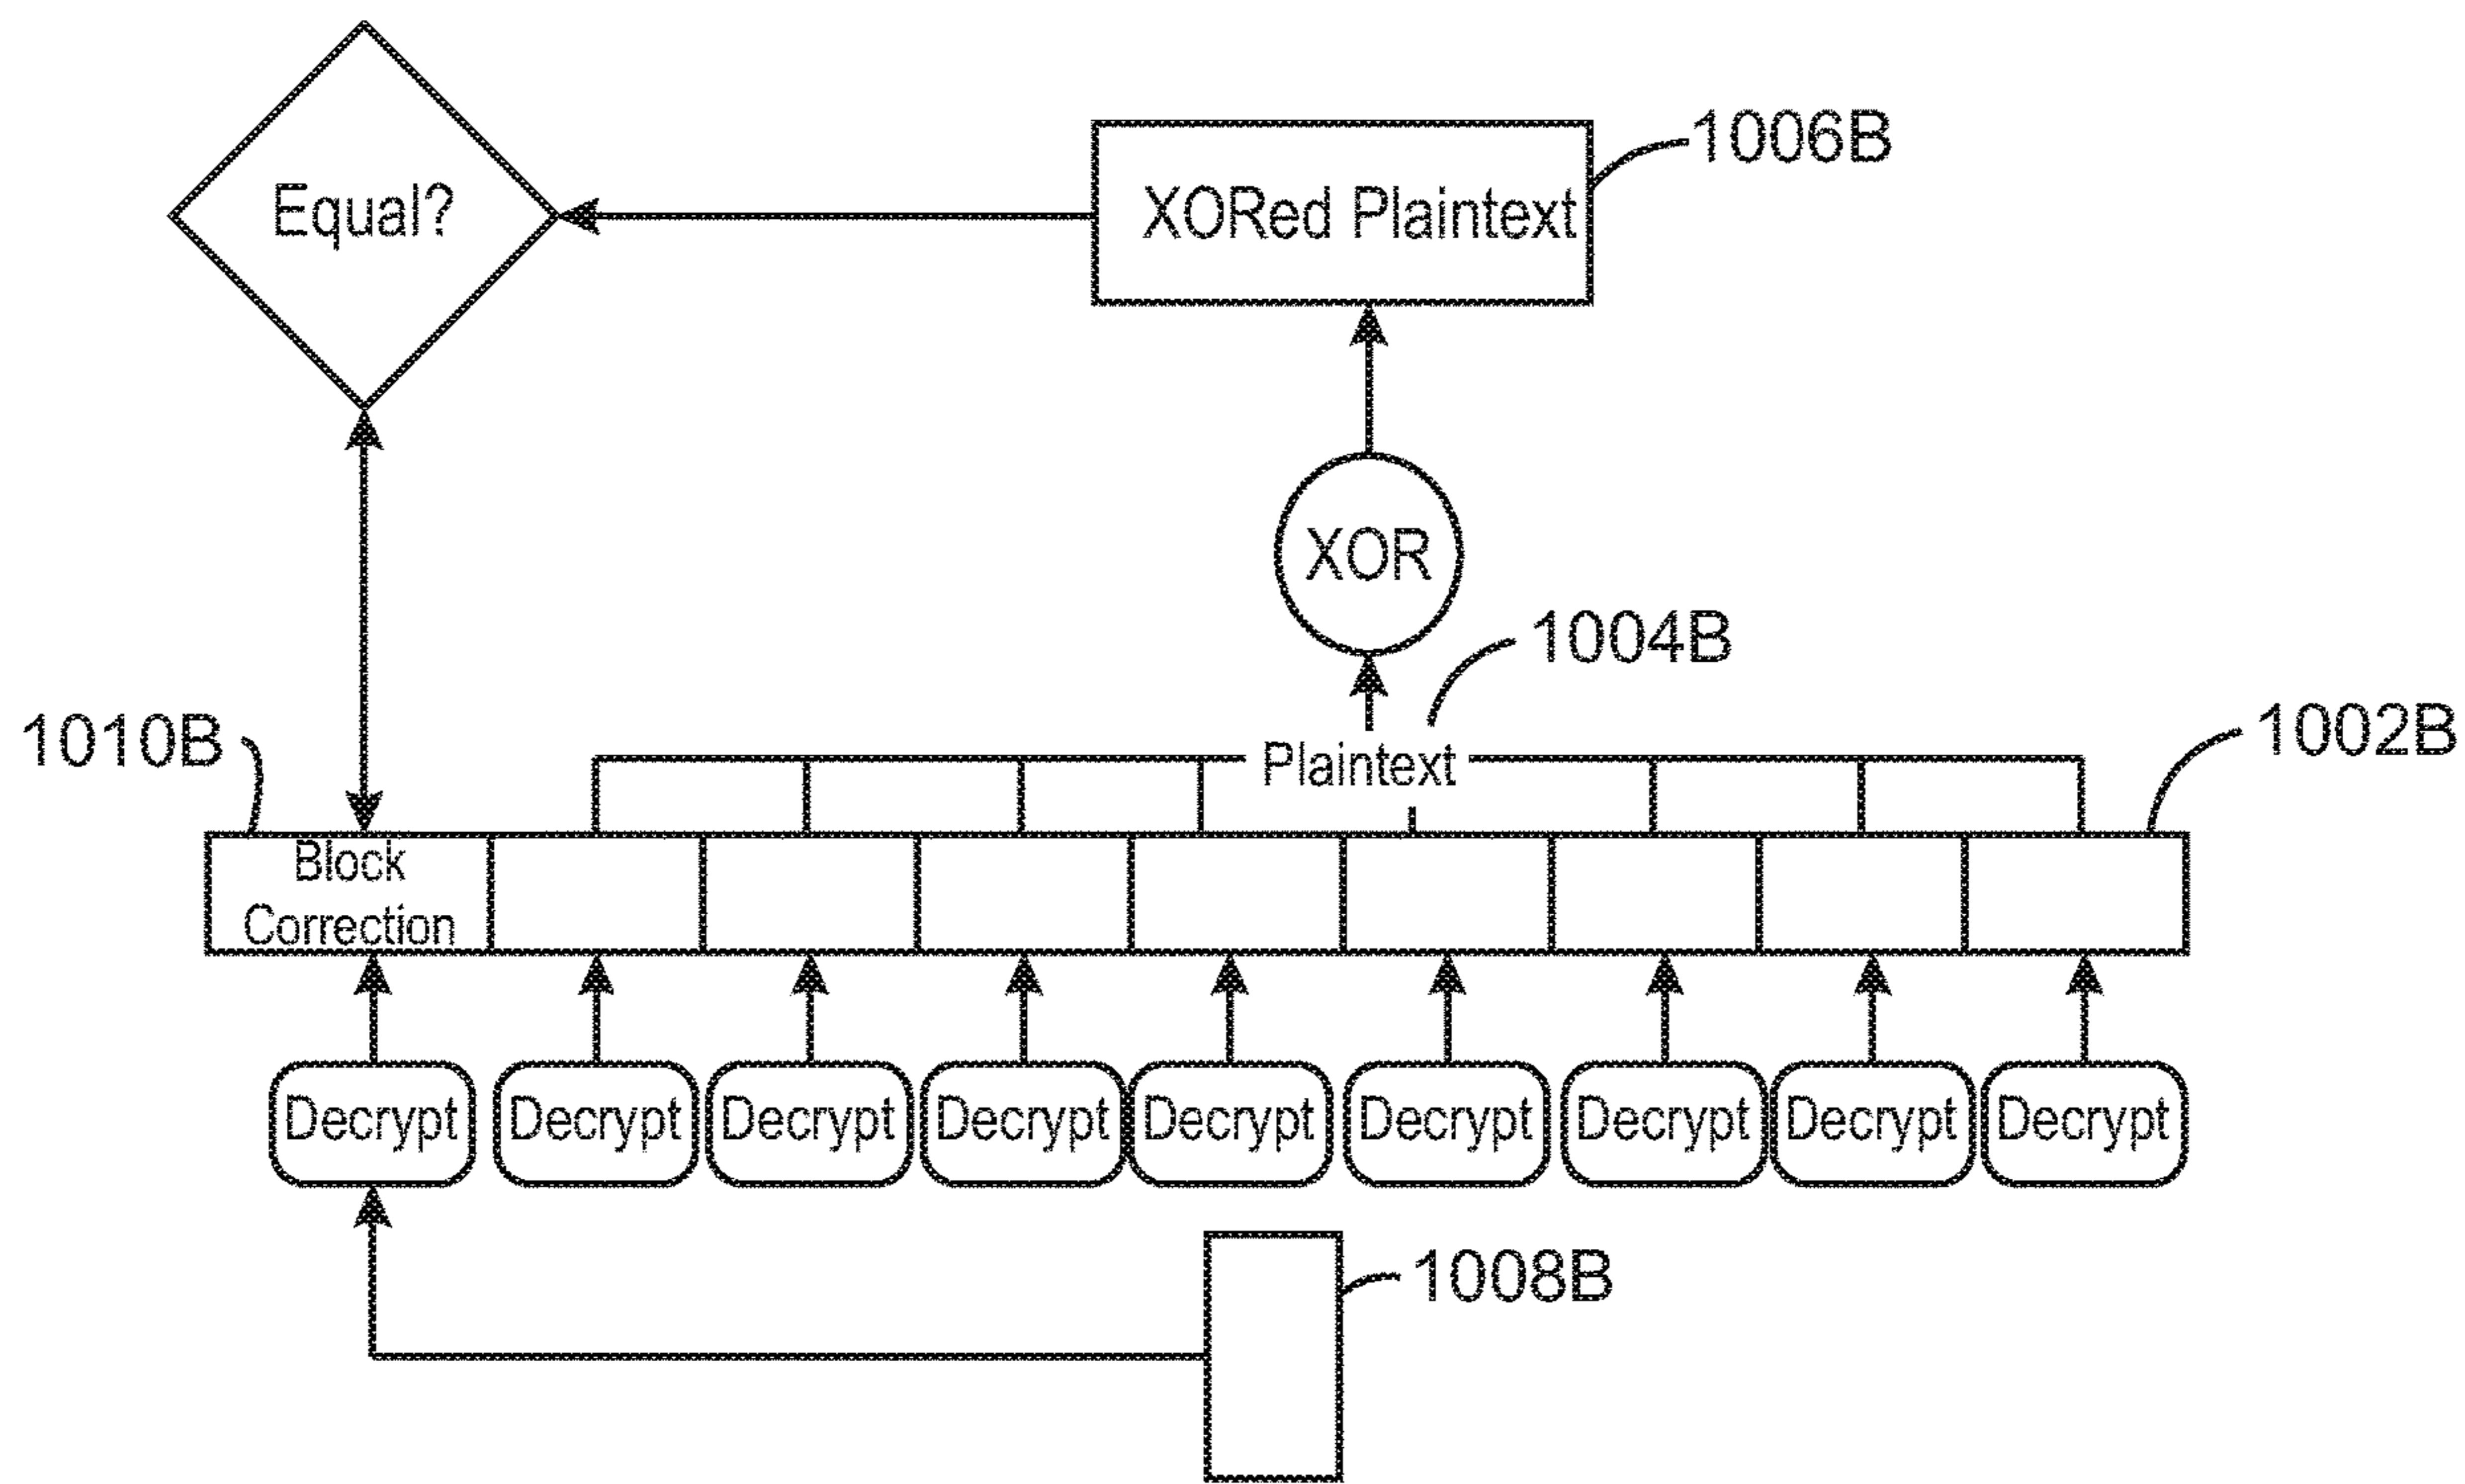 1006B
Equal?
XORed Plaintext
XOR
1004B
1010B
Plaintext
1002B
Block
Correction
Decrypt Decrypt Decrypt Decrypt Decrypt Decrypt Decrypt Decrypt Decrypt
1008B